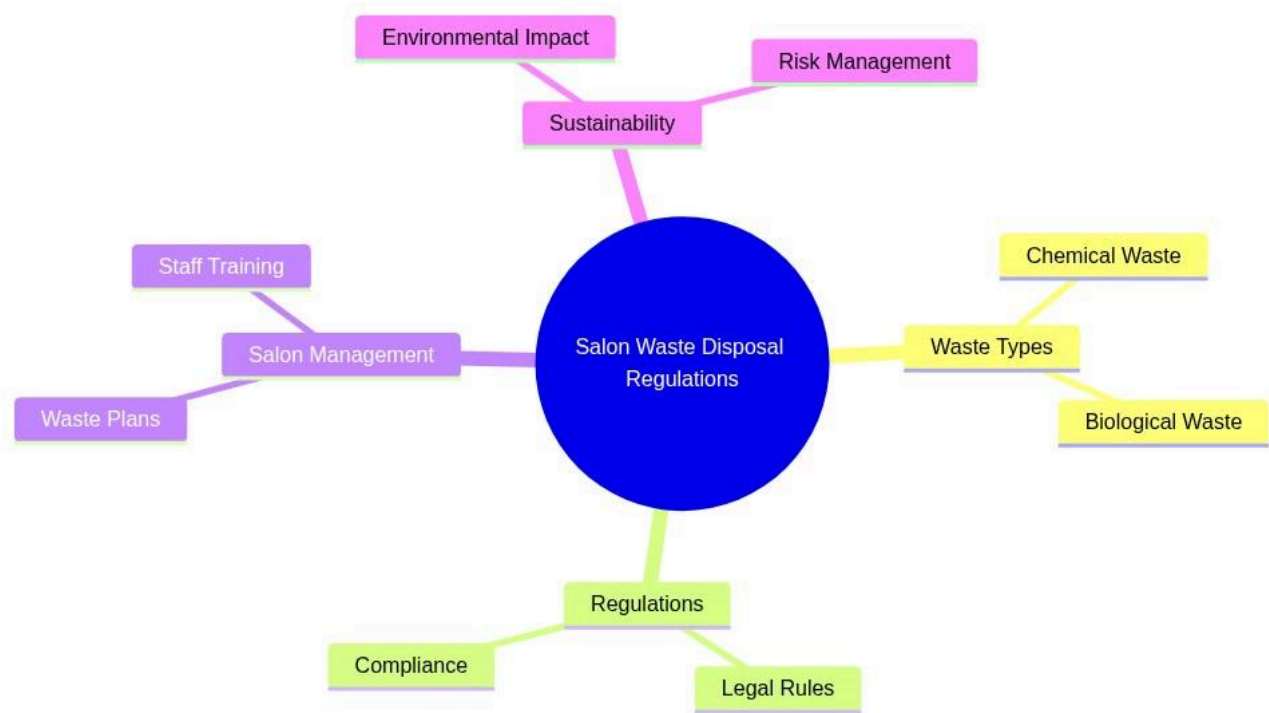 Environmental Impact
Risk Management
Sustainability
Chemical Waste
Staff Training
Salon Management
Salon Waste Disposal
Regulations
Waste Types
Waste Plans
Biological Waste
Regulations
Compliance
Legal Rules